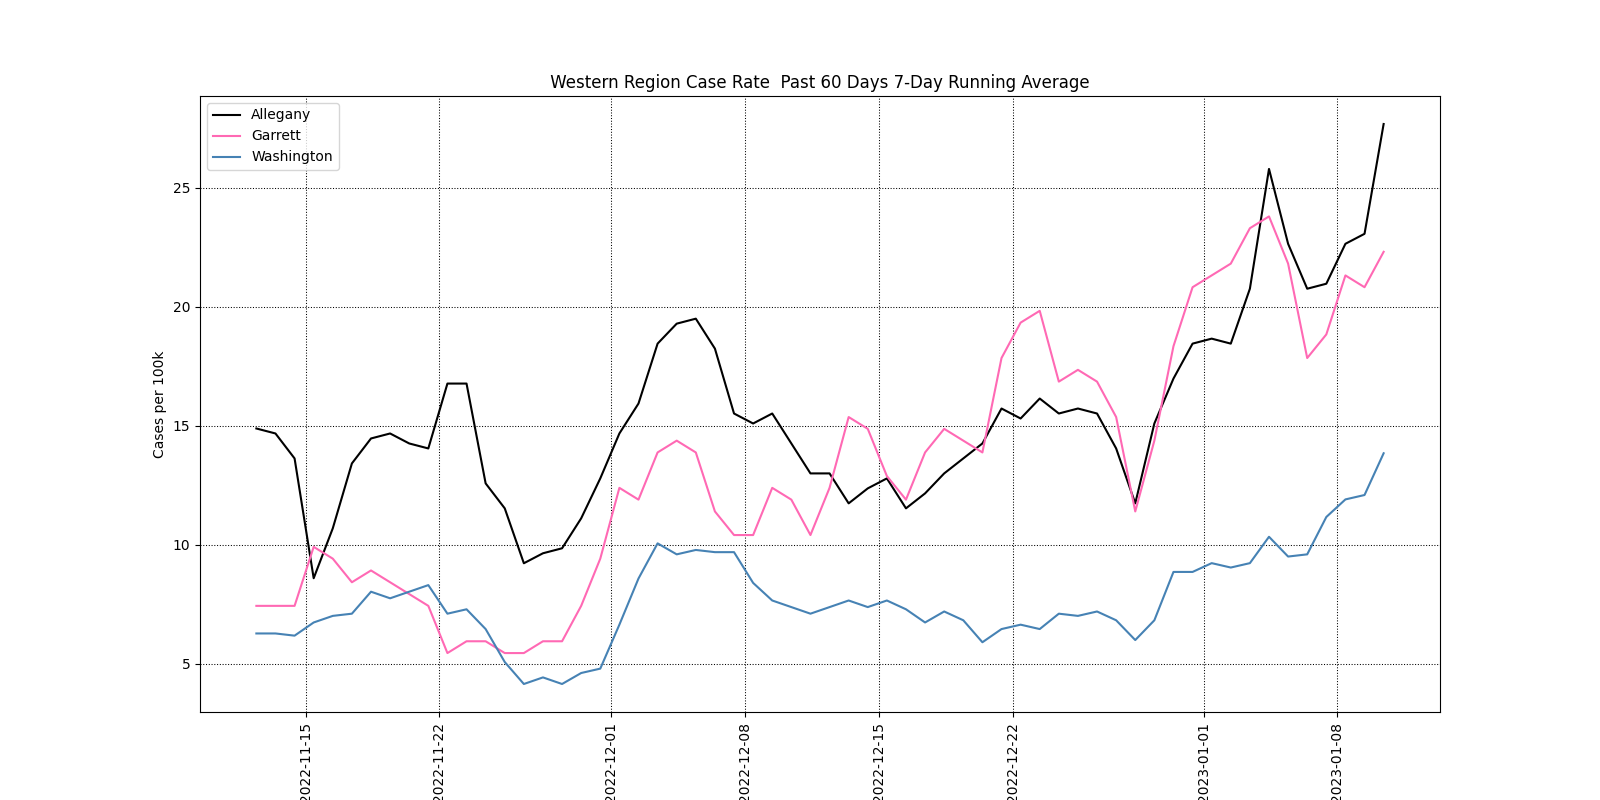 Western Region Case Rate  Past 60 Days 7-Day Running Average
Allegany
Garrett
Washington
Cases per 100k
25
20
15
10
5
2022-11-15
2022-11-22
2022-12-01
2022-12-08
2022-12-15
2022-12-22
2023-01-01
2023-01-08